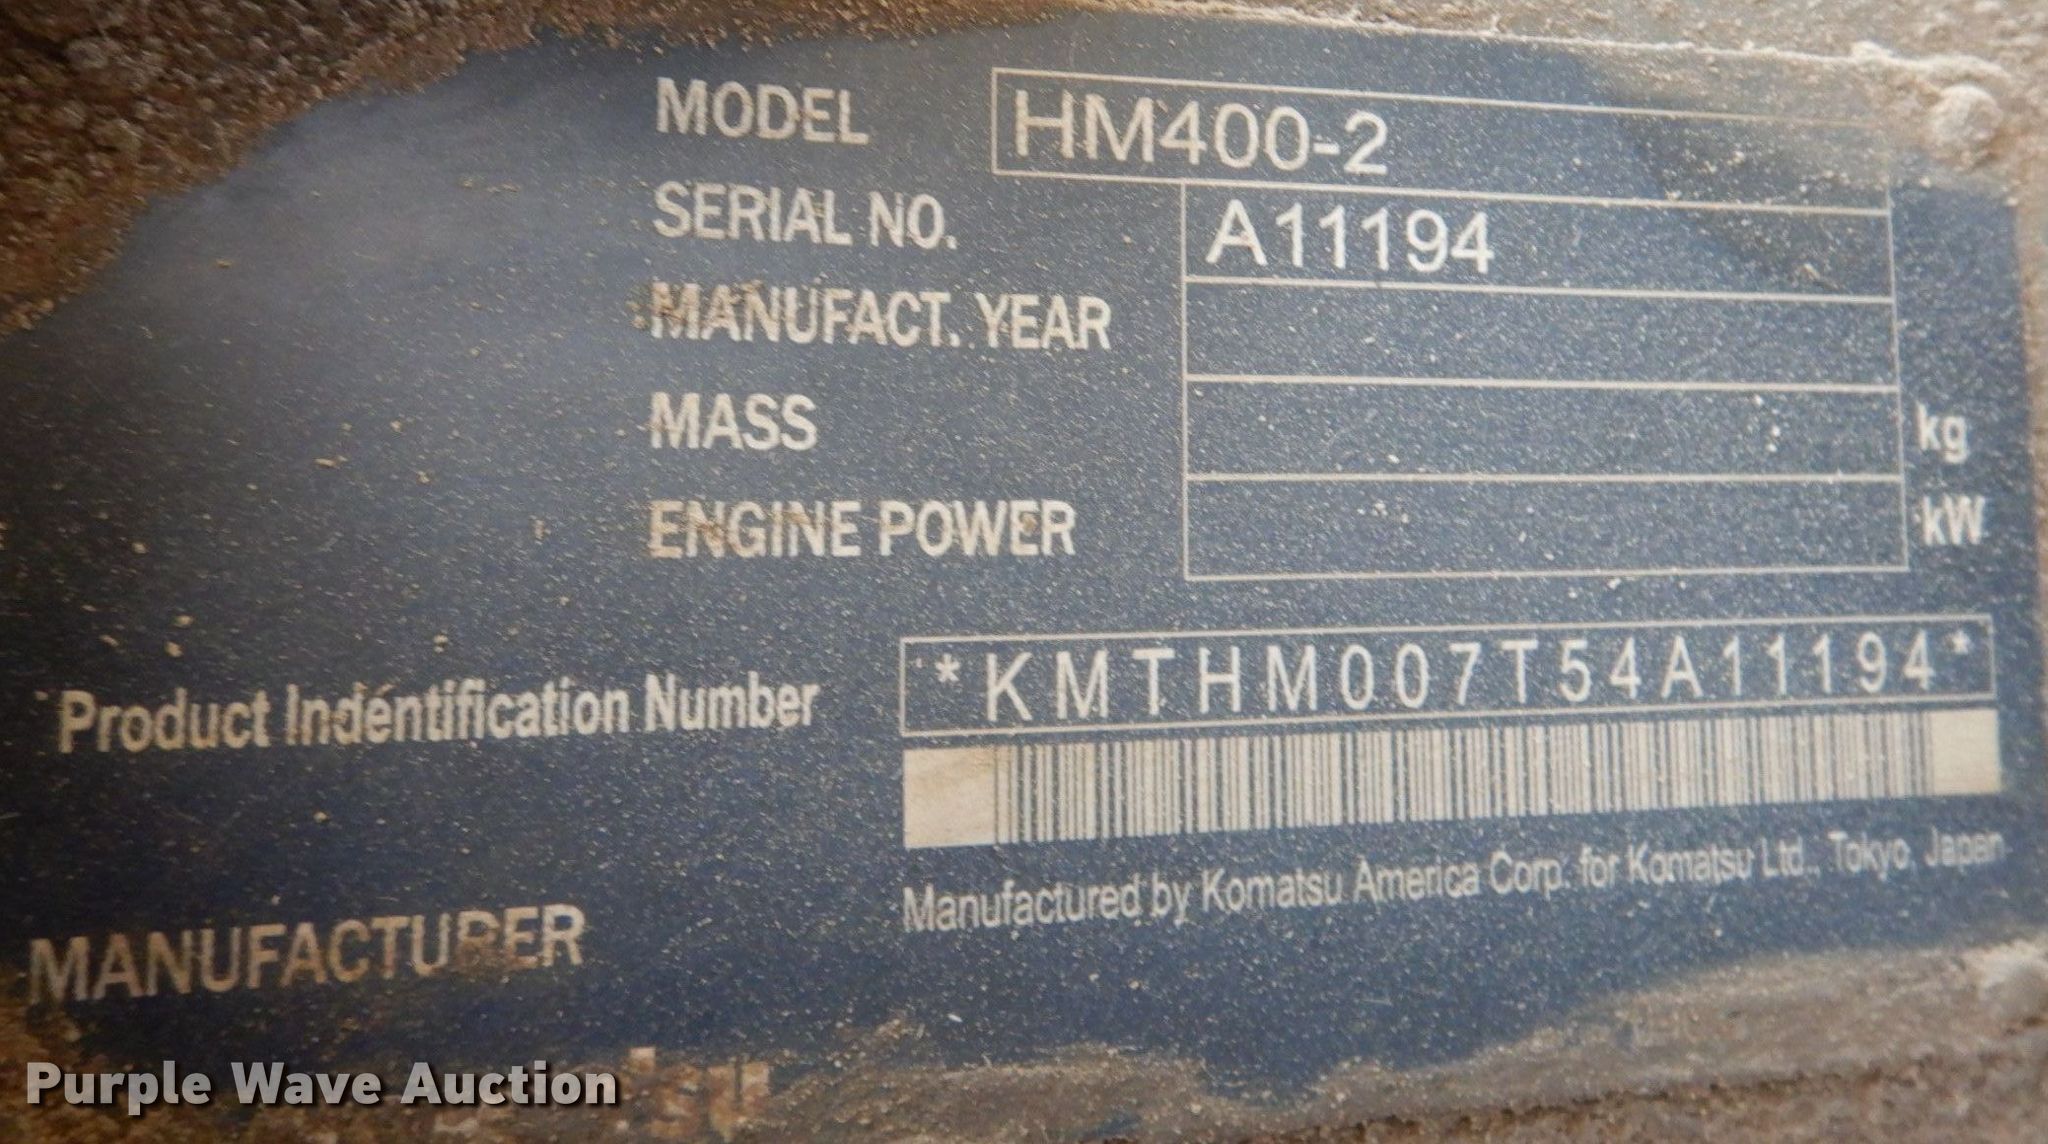 MODEL HM400-2
SERIAL NO. A11194
MANUFACT. YEAR
MASS kg
ENGINE POWER kW
Product Indentification Number *KMTHM007T54A11194*
Manufactured by Komatsu America Corp. for Komatsu Ltd., Tokyo, Japan
MANUFACTURER
Purple Wave Auction